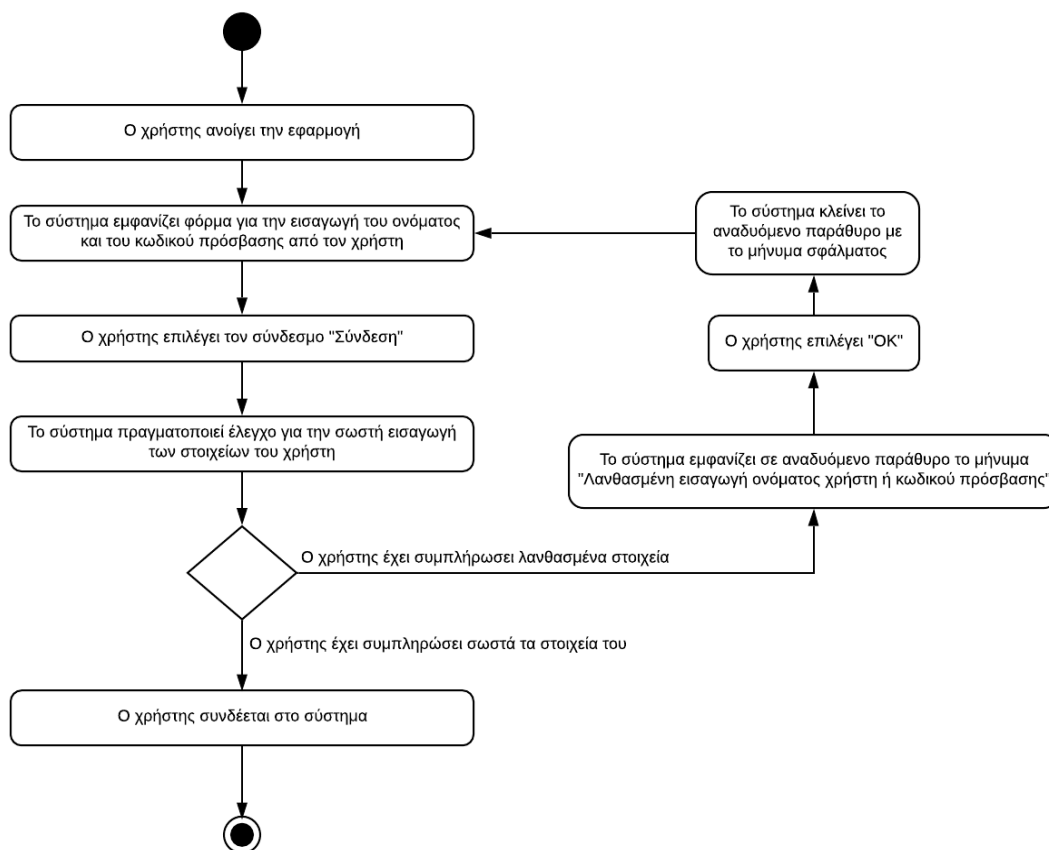 Ο χρήστης ανοίγει την εφαρμογή
Το σύστημα εμφανίζει φόρμα για την εισαγωγή του ονόματος
και του κωδικού πρόσβασης από τον χρήστη
Ο χρήστης επιλέγει τον σύνδεσμο "Σύνδεση"
Το σύστημα πραγματοποιεί έλεγχο για την σωστή εισαγωγή
των στοιχείων του χρήστη
Ο χρήστης έχει συμπλήρωσει λανθασμένα στοιχεία
Το σύστημα εμφανίζει σε αναδυόμενο παράθυρο το μήνυμα
"Λανθασμένη εισαγωγή ονόματος χρήστη ή κωδικού πρόσβασης"
Ο χρήστης επιλέγει "ΟΚ"
Το σύστημα κλείνει το
αναδυόμενο παράθυρο με
το μήνυμα σφάλματος
Ο χρήστης έχει συμπληρώσει σωστά τα στοιχεία του
Ο χρήστης συνδέεται στο σύστημα